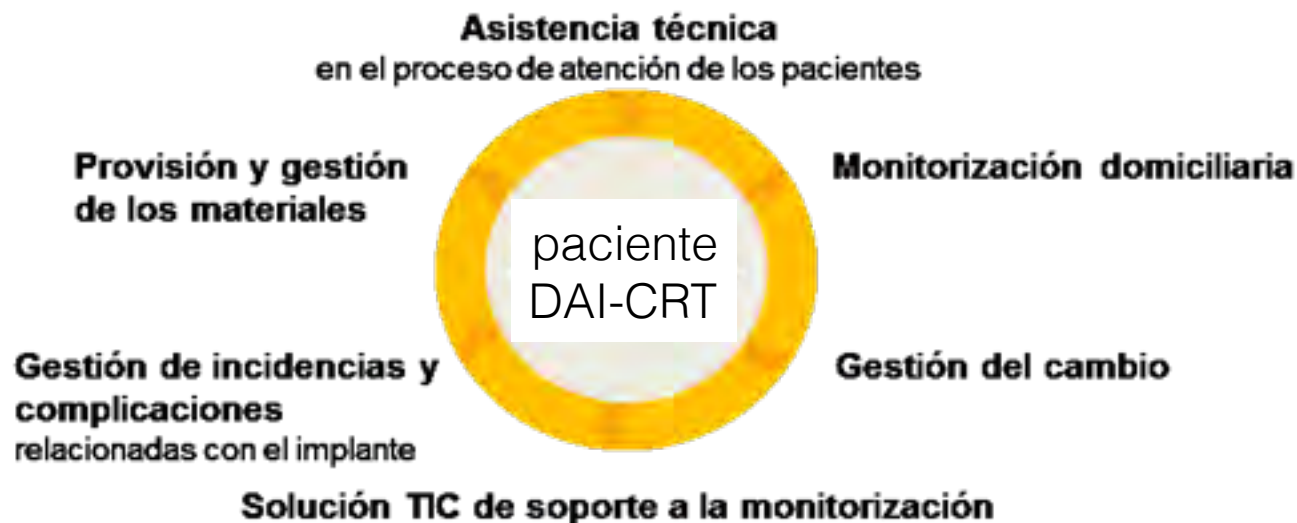 Asistencia técnica
en el proceso de atención de los pacientes
Provisión y gestión
de los materiales
Monitorización domiciliaria
paciente
DAI-CRT
Gestión de incidencias y
complicaciones
relacionadas con el implante
Gestión del cambio
Solución TIC de soporte a la monitorización